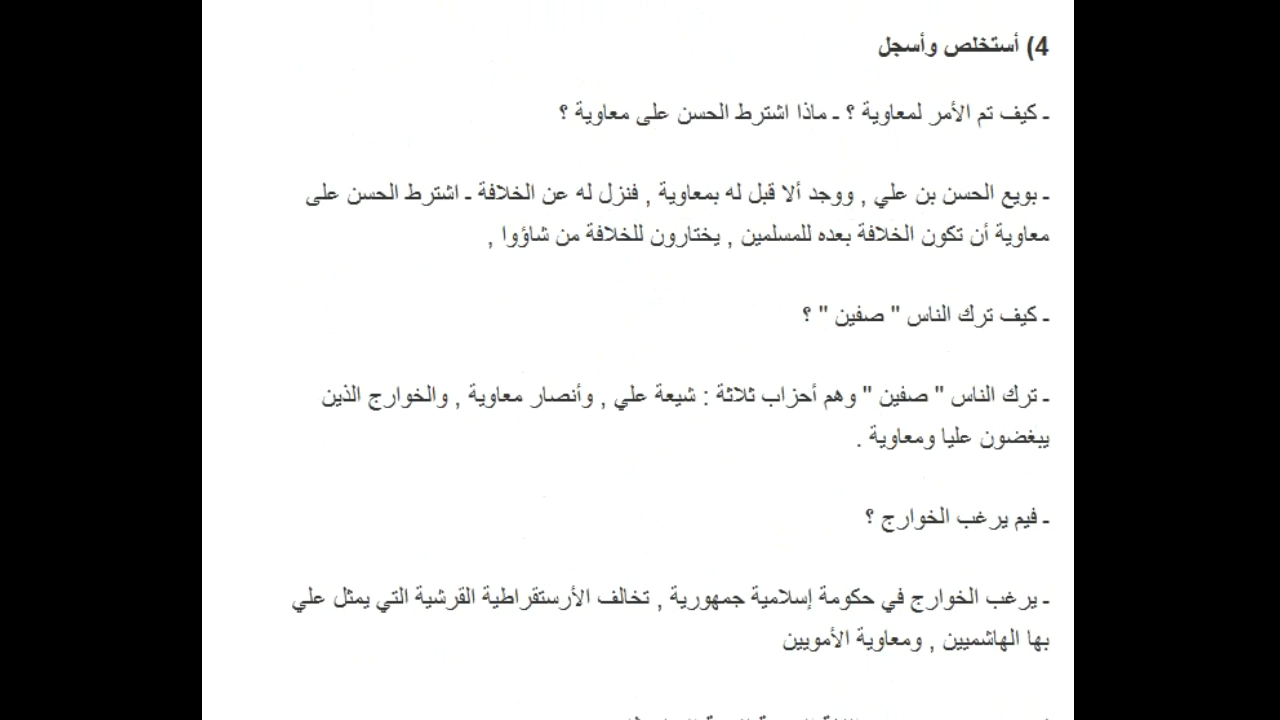 4) أستخلص وأسجل
ـ كيف تم الأمر لمعاوية ؟ ـ ماذا اشترط الحسن على معاوية ؟
ـ بويع الحسن بن علي , ووجد ألا قبل له بمعاوية , فنزل له عن الخلافة ـ اشترط الحسن على
معاوية أن تكون الخلافة بعده للمسلمين , يختارون للخلافة من شاؤوا ,
ـ كيف ترك الناس " صفين " ؟
ـ ترك الناس " صفين " وهم أحزاب ثلاثة : شيعة علي , وأنصار معاوية , والخوارج الذين
يبغضون عليا ومعاوية .
ـ فيم يرغب الخوارج ؟
ـ يرغب الخوارج في حكومة إسلامية جمهورية , تخالف الأرستقراطية القرشية التي يمثل علي
بها الهاشميين , ومعاوية الأمويين